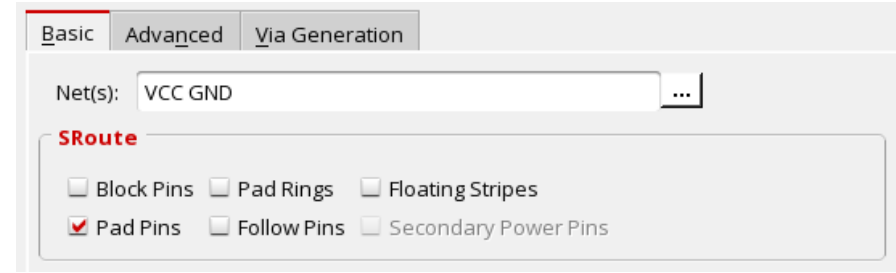 Basic Advanced Via Generation
Net(s): VCC GND ...
SRoute
Block Pins Pad Rings Floating Stripes
Pad Pins Follow Pins Secondary Power Pins